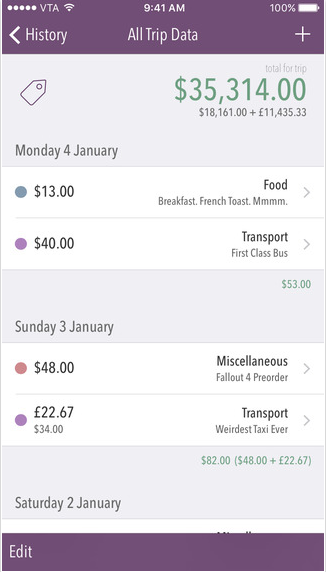 VTA 9:41 AM 100%
History All Trip Data +
total for trip
$35,314.00
$18,161.00 + £11,435.33
Monday 4 January
$13.00 Food
Breakfast. French Toast. Mmmm.
$40.00 Transport
First Class Bus
$53.00
Sunday 3 January
$48.00 Miscellaneous
Fallout 4 Preorder
£22.67 Transport
$34.00 Weirdest Taxi Ever
$82.00 ($48.00 + £22.67)
Saturday 2 January
Edit